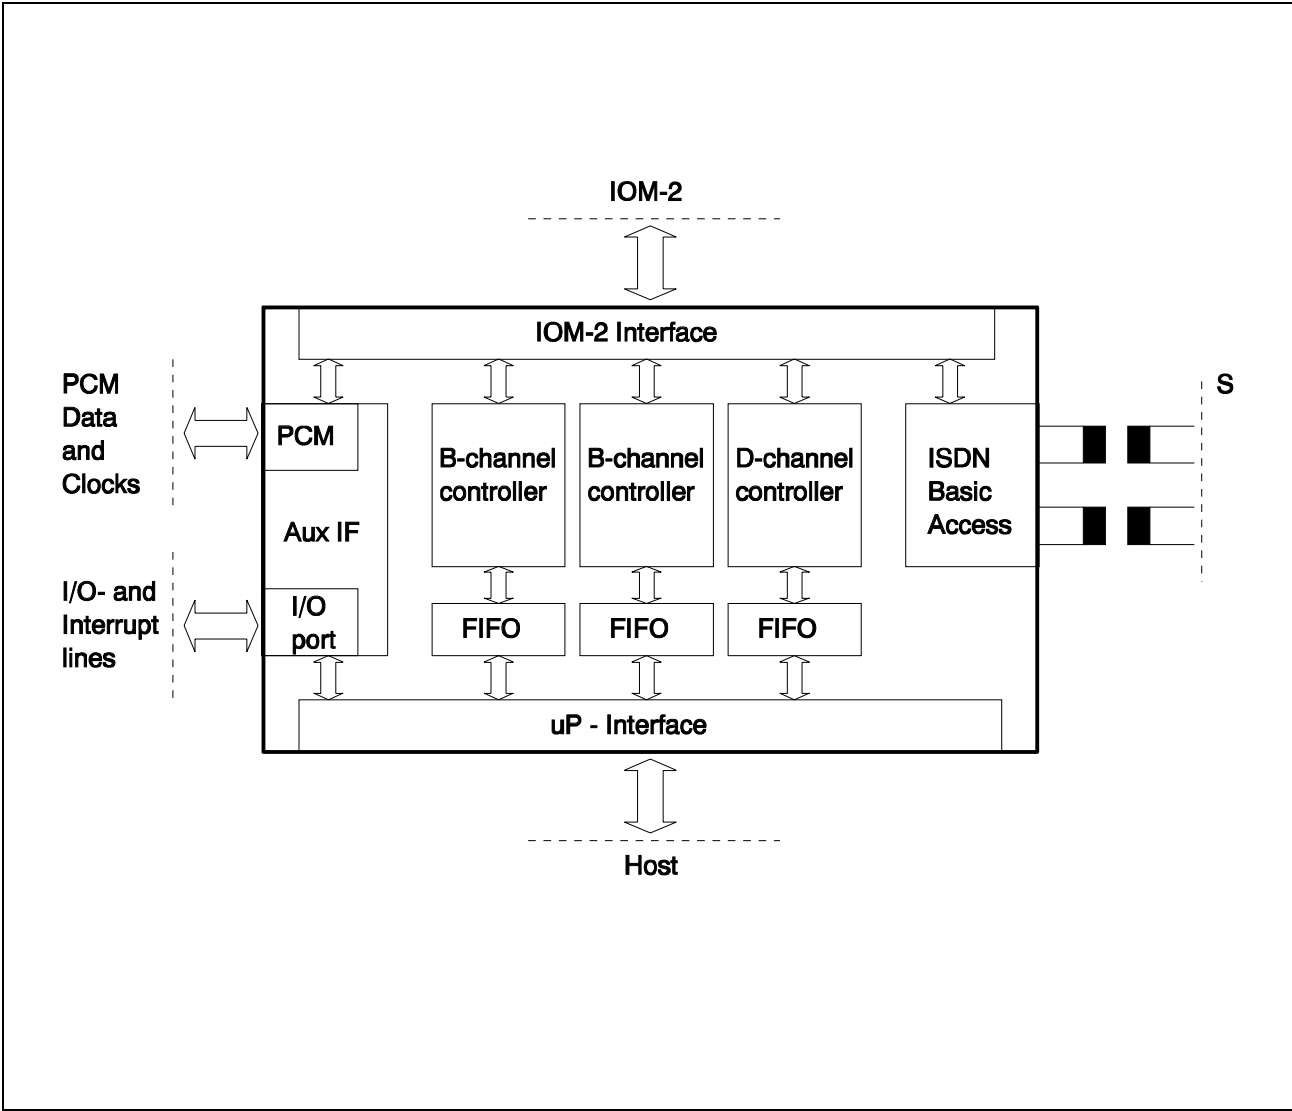 IOM-2
IOM-2 Interface
PCM
Data
and
Clocks
S
PCM
B-channel
controller
B-channel
controller
D-channel
controller
ISDN
Basic
Access
Aux IF
I/O- and
Interrupt
lines
I/O
port
FIFO
FIFO
FIFO
uP - Interface
Host